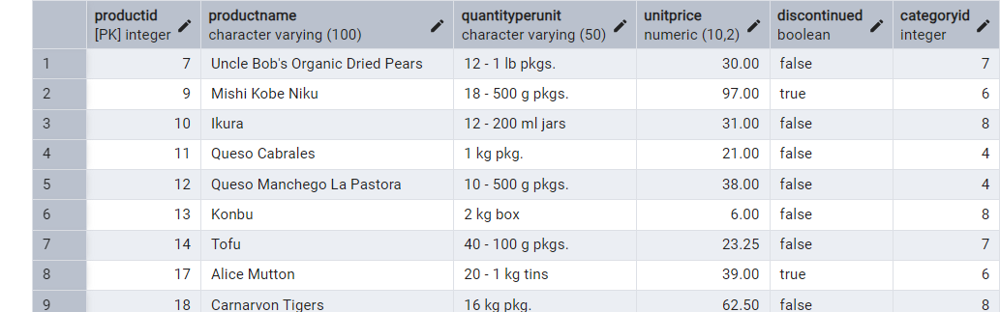 productid productname quantityperunit unitprice discontinued categoryid
[PK] integer character varying (100) character varying (50) numeric (10,2) boolean integer
1 7 Uncle Bob's Organic Dried Pears 12 - 1 lb pkgs. 30.00 false 7
2 9 Mishi Kobe Niku 18 - 500 g pkgs. 97.00 true 6
3 10 Ikura 12 - 200 ml jars 31.00 false 8
4 11 Queso Cabrales 1 kg pkg. 21.00 false 4
5 12 Queso Manchego La Pastora 10 - 500 g pkgs. 38.00 false 4
6 13 Konbu 2 kg box 6.00 false 8
7 14 Tofu 40 - 100 g pkgs. 23.25 false 7
8 17 Alice Mutton 20 - 1 kg tins 39.00 true 6
9 18 Carnarvon Tigers 16 kg pkg. 62.50 false 8